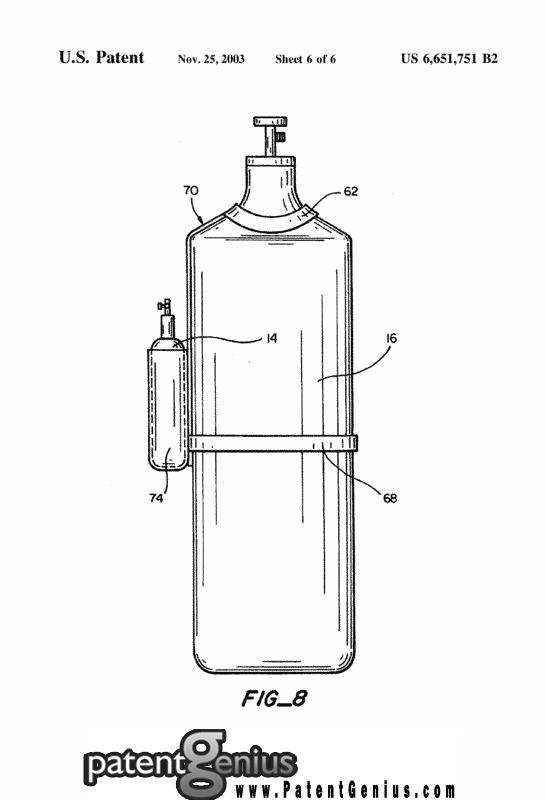 U.S. Patent Nov. 25, 2003 Sheet 6 of 6 US 6,651,751 B2
70
62
14
16
74
68
FIG_8
patentgenius
www.PatentGenius.com